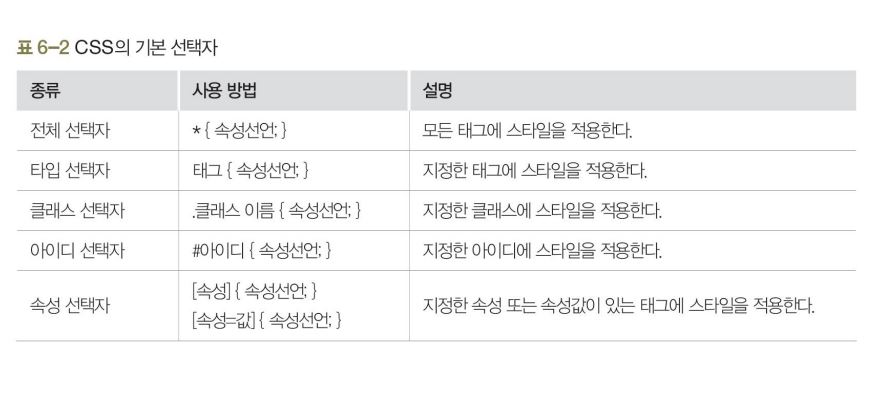 표 6-2 CSS의 기본 선택자
종류 사용 방법 설명
전체 선택자 * { 속성선언; } 모든 태그에 스타일을 적용한다.
타입 선택자 태그 { 속성선언; } 지정한 태그에 스타일을 적용한다.
클래스 선택자 .클래스 이름 { 속성선언; } 지정한 클래스에 스타일을 적용한다.
아이디 선택자 #아이디 { 속성선언; } 지정한 아이디에 스타일을 적용한다.
속성 선택자 [속성] { 속성선언; }
[속성=값] { 속성선언; } 지정한 속성 또는 속성값이 있는 태그에 스타일을 적용한다.